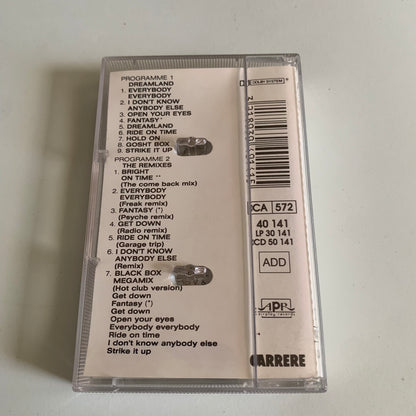 PROGRAMME 1
DREAMLAND
1. EVERYBODY
EVERYBODY
2. I DON'T KNOW
ANYBODY ELSE
3. OPEN YOUR EYES
4. FANTASY*
5. DREAMLAND
6. RIDE ON TIME
7. HOLD ON
8. GOSHT BOX
9. STRIKE IT UP
PROGRAMME 2
THE REMIXES
1. BRIGHT
ON TIME **
(The come back mix)
2. EVERYBODY
EVERYBODY
(Freak remix)
3. FANTASY (*)
(Psyche remix)
4. GET DOWN
(Radio remix)
5. RIDE ON TIME
(Garage trip)
6. I DON'T KNOW
ANYBODY ELSE
(Remix)
7. BLACK BOX
MEGAMIX
(Hot club version)
Get down
Fantasy (*)
Get down
Open your eyes
Everybody everybody
Ride on time
I don't know anybody else
Strike it up
DOLBY SYSTEM
CA 572
40 141
LP 30 141
CD 50 141
ADD
CARRERE